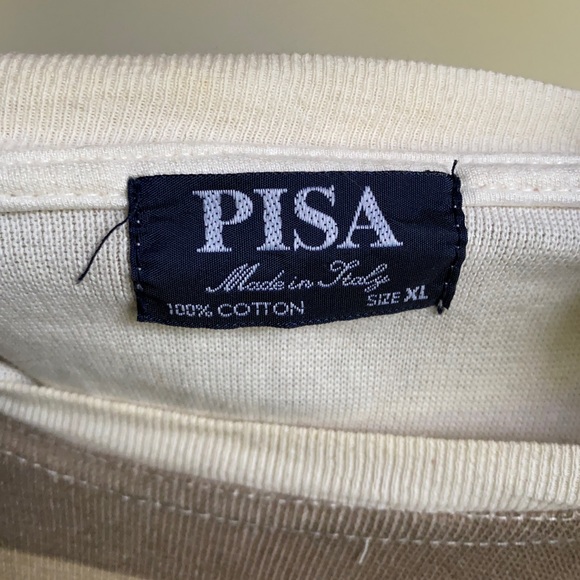 PISA
Made in Italy
100% COTTON SIZE XL